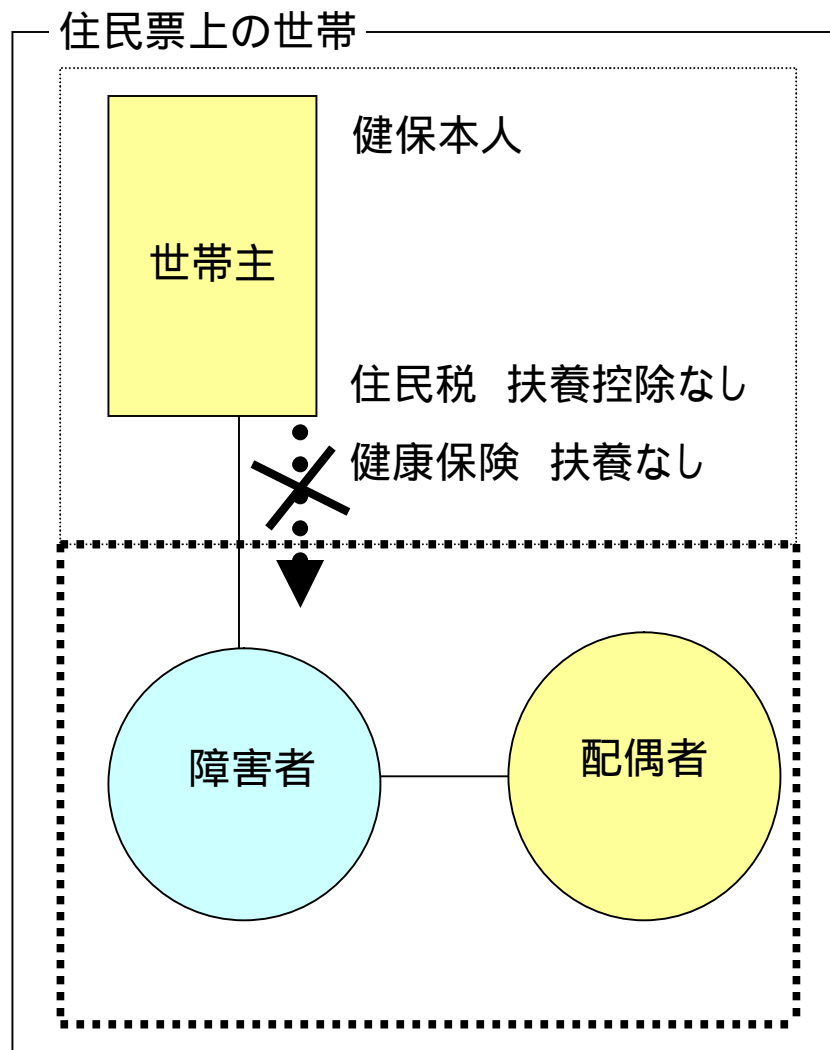 住民票上の世帯
健保本人
世帯主
住民税 扶養控除なし
健康保険 扶養なし
障害者
配偶者